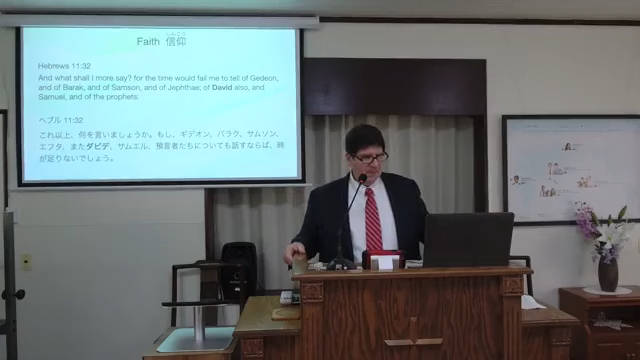 Faith 信仰
しんこう
Hebrews 11:32
And what shall I more say? for the time would fail me to tell of Gedeon,
and of Barak, and of Samson, and of Jephthae; of David also, and
Samuel, and of the prophets:
ヘブル 11:32
これ以上、何を言いましょうか。もし、ギデオン、バラク、サムソン、
エフタ、またダビデ、サムエル、預言者たちについても話すならば、時
が足りないでしょう。